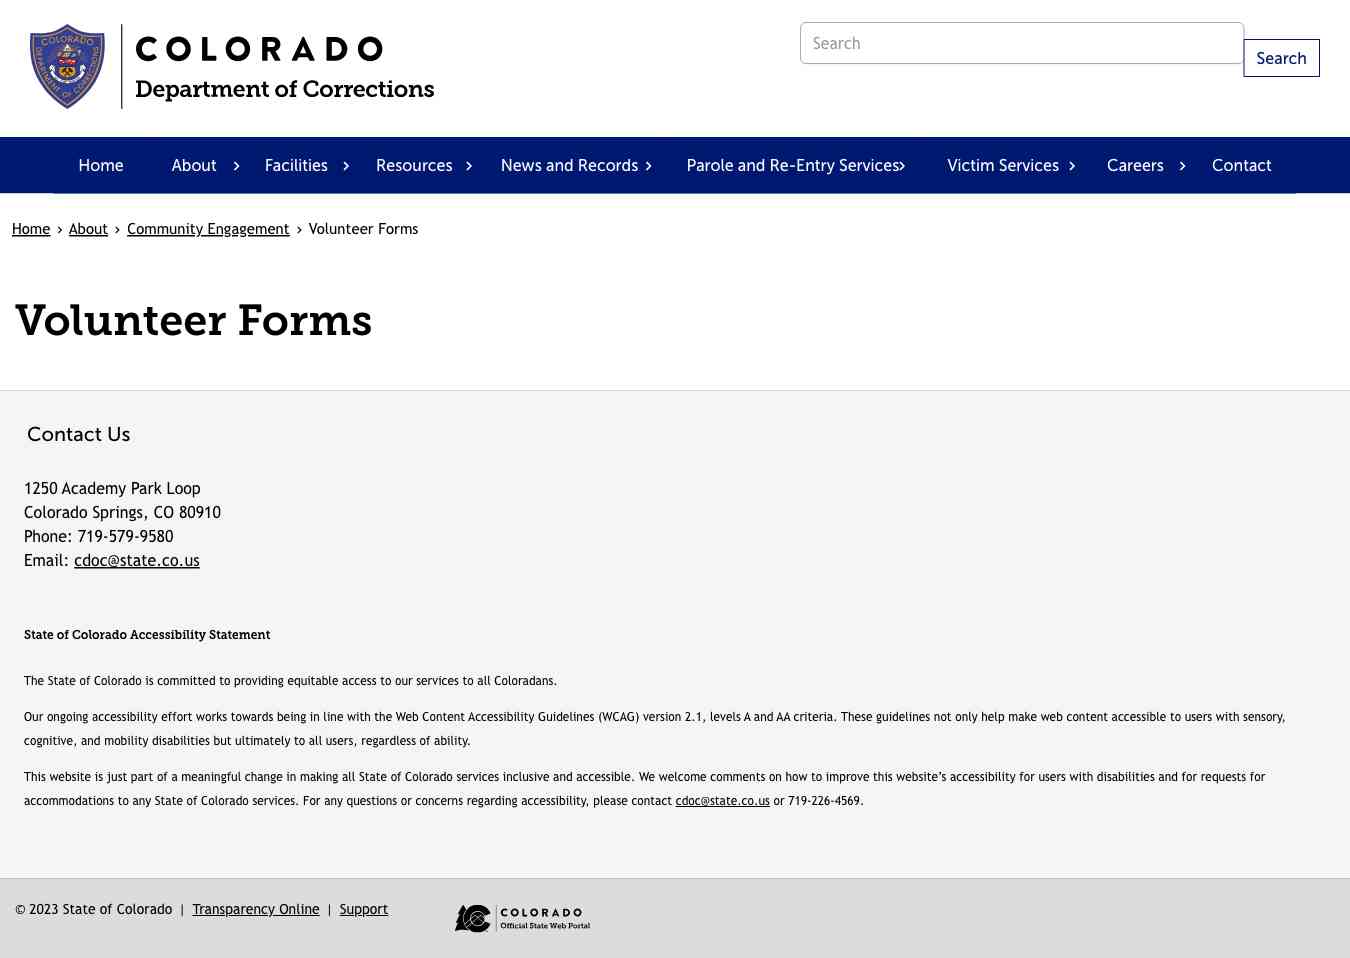 COLORADO
Department of Corrections
Search
Search
Home About Facilities Resources News and Records Parole and Re-Entry Services Victim Services Careers Contact
Home › About › Community Engagement › Volunteer Forms
Volunteer Forms
Contact Us
1250 Academy Park Loop
Colorado Springs, CO 80910
Phone: 719-579-9580
Email: cdoc@state.co.us
State of Colorado Accessibility Statement
The State of Colorado is committed to providing equitable access to our services to all Coloradans.
Our ongoing accessibility effort works towards being in line with the Web Content Accessibility Guidelines (WCAG) version 2.1, levels A and AA criteria. These guidelines not only help make web content accessible to users with sensory,
cognitive, and mobility disabilities but ultimately to all users, regardless of ability.
This website is just part of a meaningful change in making all State of Colorado services inclusive and accessible. We welcome comments on how to improve this website’s accessibility for users with disabilities and for requests for
accommodations to any State of Colorado services. For any questions or concerns regarding accessibility, please contact cdoc@state.co.us or 719-226-4569.
© 2023 State of Colorado | Transparency Online | Support
COLORADO
Official State Web Portal